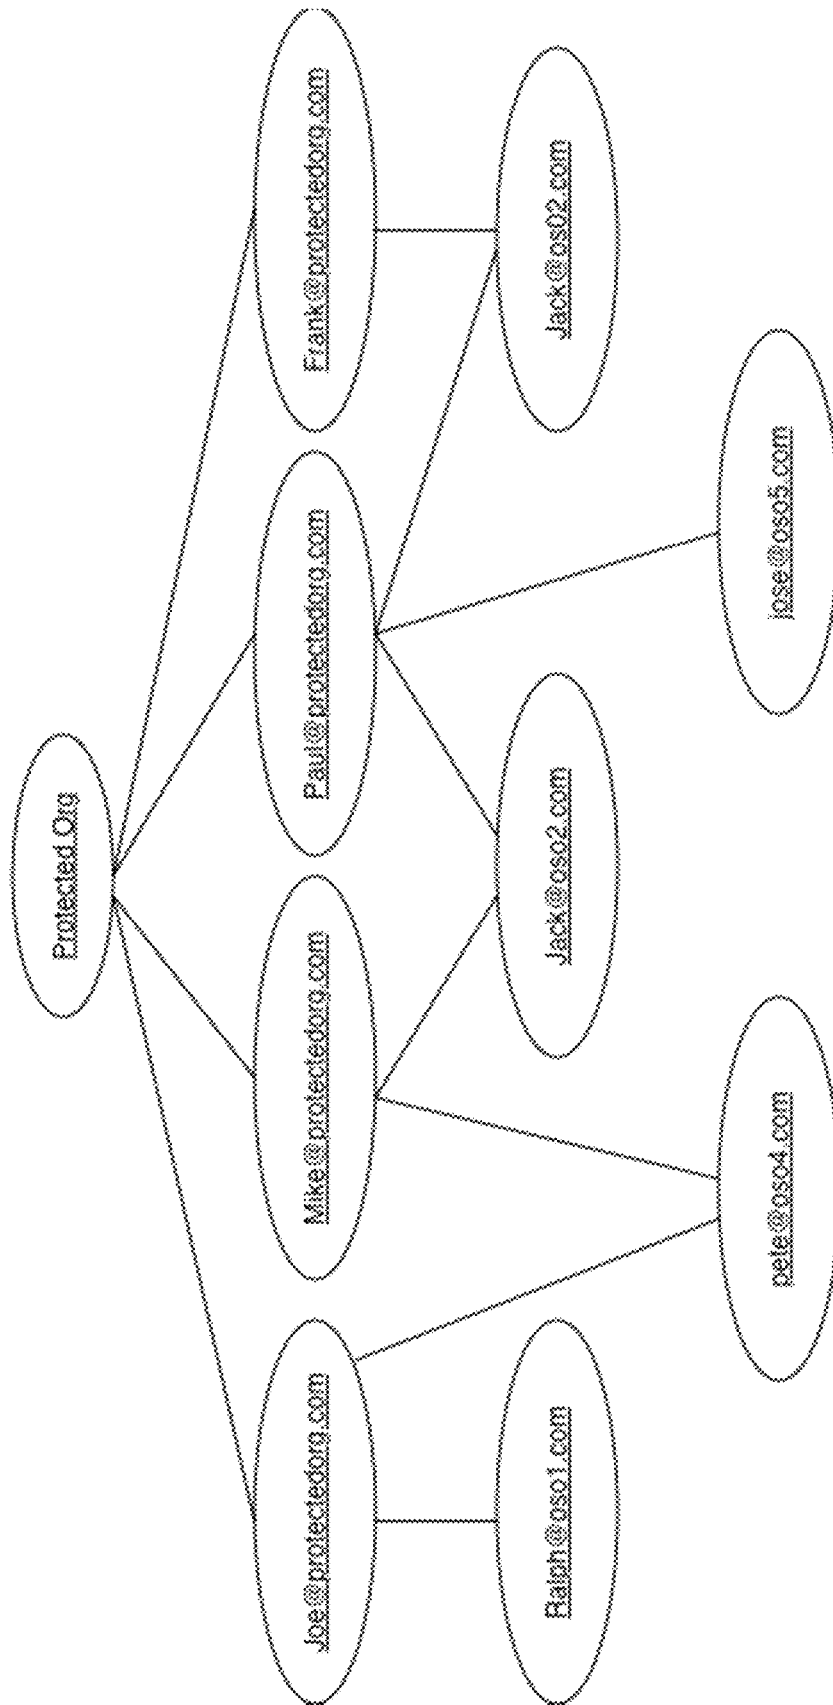 Protected Org
Joe@protectedorg.com
Mike@protectedorg.com
Paul@protectedorg.com
Frank@protectedorg.com
Ralph@oso1.com
Jack@oso2.com
Jack@os02.com
pete@oso4.com
jose@oso5.com